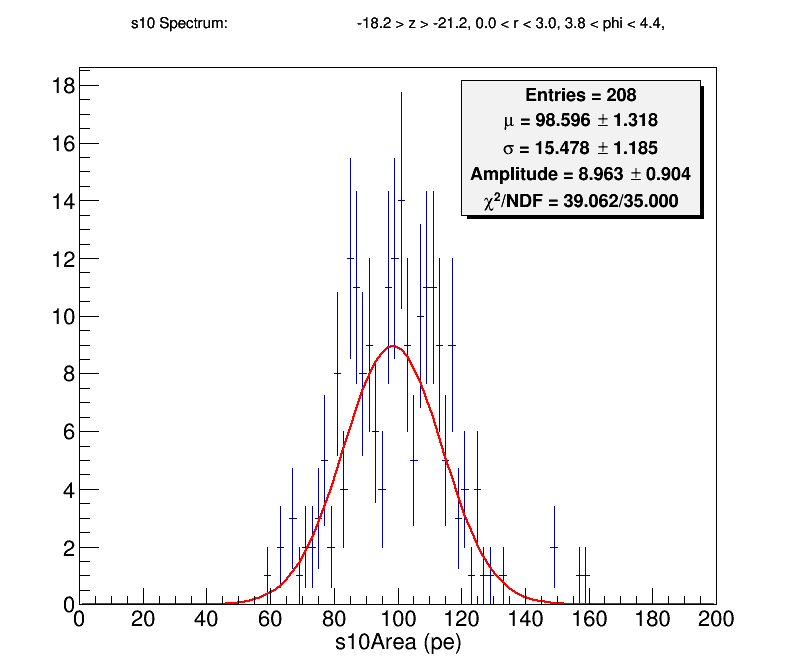 s10 Spectrum: -18.2 > z > -21.2, 0.0 < r < 3.0, 3.8 < phi < 4.4,
Entries = 208
μ = 98.596 ± 1.318
σ = 15.478 ± 1.185
Amplitude = 8.963 ± 0.904
χ²/NDF = 39.062/35.000
18
16
14
12
10
8
6
4
2
0
0 20 40 60 80 100 120 140 160 180 200
s10Area (pe)